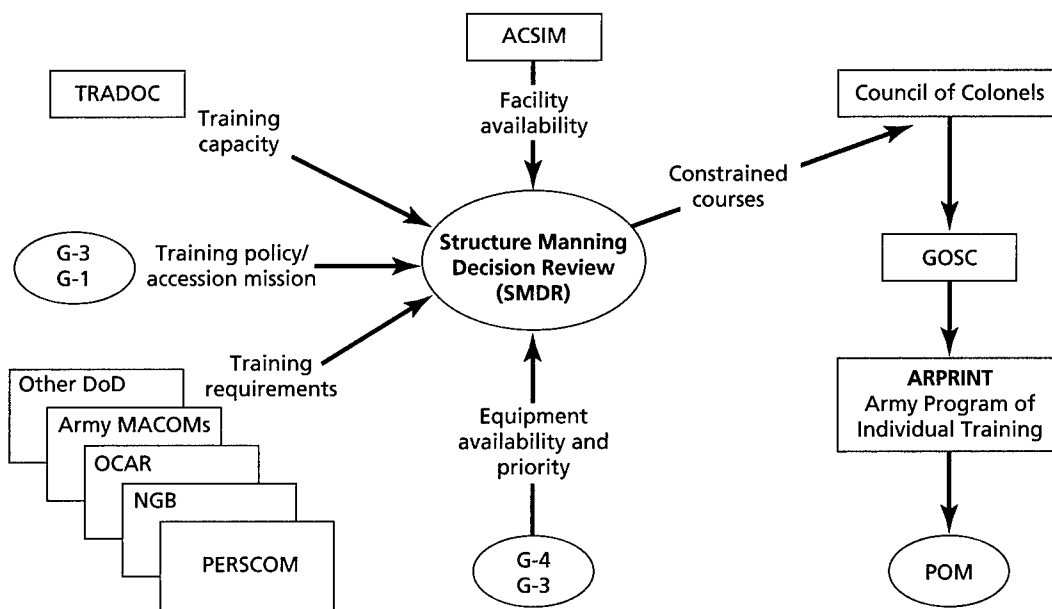 ACSIM
TRADOC
Training
capacity
Facility
availability
Council of Colonels
Constrained
courses
G-3
G-1
Training policy/
accession mission
Structure Manning
Decision Review
(SMDR)
GOSC
Training
requirements
Other DoD
Army MACOMs
OCAR
NGB
PERSCOM
Equipment
availability and
priority
G-4
G-3
ARPRINT
Army Program of
Individual Training
POM